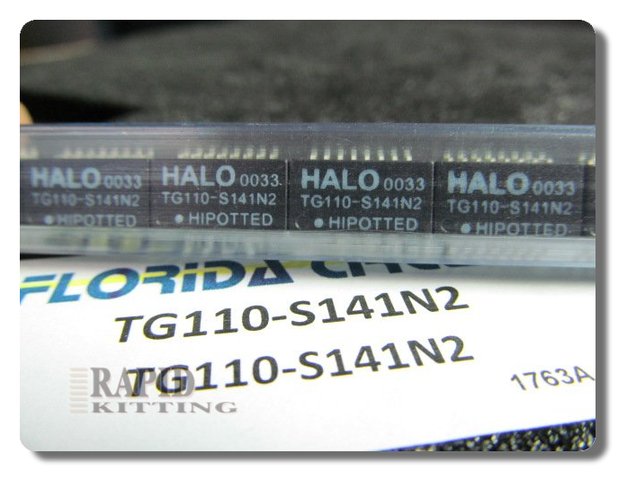 HALO 0033
TG110-S141N2
HIPOTTED
HALO 0033
TG110-S141N2
HIPOTTED
HALO 0033
TG110-S141N2
HIPOTTED
HALO 0033
TG110-S141N2
HIPOTTED
FLORIDA
TG110-S141N2
TG110-S141N2
1763A
RAPID
KITTING